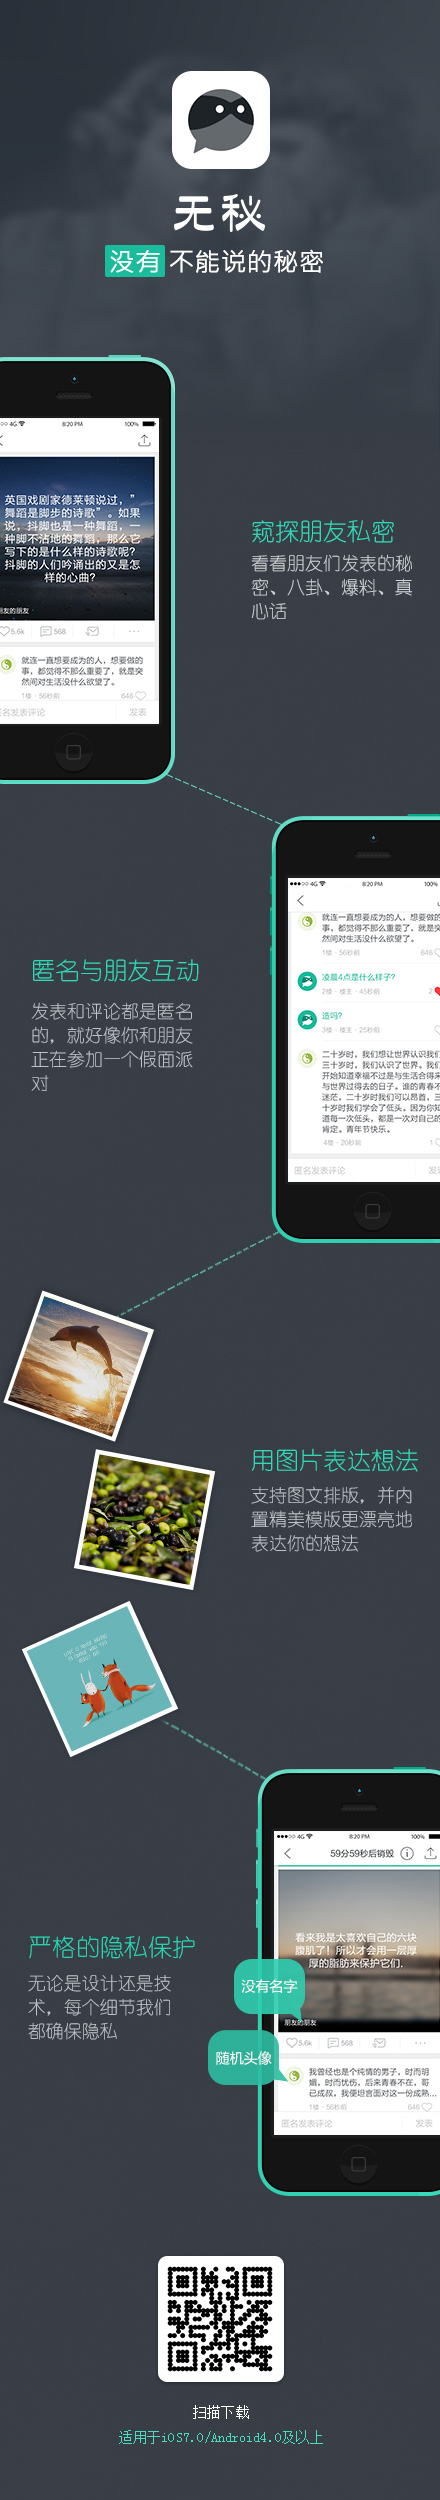 无秘
没有不能说的秘密
8:20 PM
100%
英国戏剧家德莱顿说过，”
舞蹈是脚步的诗歌”。如果
说，抖脚也是一种舞蹈，一
种脚不沾地的舞蹈，那么它
写下的是什么样的诗歌呢？
抖脚的人们吟诵出的又是怎
样的心曲？
朋友的朋友
5.6k
568
就连一直想要成为的人，想要做的
事，都觉得不那么重要了，就是突
然间对生活没什么欲望了。
1楼 · 56秒前
646
匿名发表评论
发表
窥探朋友私密
看看朋友们发表的秘
密、八卦、爆料、真
心话
匿名与朋友互动
发表和评论都是匿名
的，就好像你和朋友
正在参加一个假面派
对
4G
8:20 PM
100%
就连一直想要成为的人，想要做的
事，都觉得不那么重要了，就是突
然间对生活没什么欲望了。
1楼 · 56秒前
646
凌晨4点是什么样子？
2楼 · 楼主 · 45秒前
2
造吗？
3楼 · 楼主 · 25秒前
二十岁时，我们想让世界认识我们
三十岁时，我们认识了世界。我们
开始知道幸福不过是与生活合得来
与世界过得去的日子。谁的青春不
迷茫，二十岁时我们可以昂首，三
十岁时我们学会了低头。因为你知
道每一次低头，都是一次对自己的
肯定。青年节快乐。
4楼 · 20秒前
1
匿名发表评论
用图片表达想法
支持图文排版，并内
置精美模版更漂亮地
表达你的想法
4G
8:20 PM
100%
59分59秒后销毁
看来我是太喜欢自己的六块
腹肌了！所以才会用一层厚
厚的脂肪来保护它们.
没有名字
朋友的朋友
5.6k
568
随机头像
我曾经也是个纯情的男子，时而明
媚，时而忧伤，后来青春不在，哥
已成叔，我便坦言面对这一份成熟...
1楼 · 56秒前
646
匿名发表评论
发表
严格的隐私保护
无论是设计还是技
术，每个细节我们
都确保隐私
扫描下载
适用于iOS7.0/Android4.0及以上